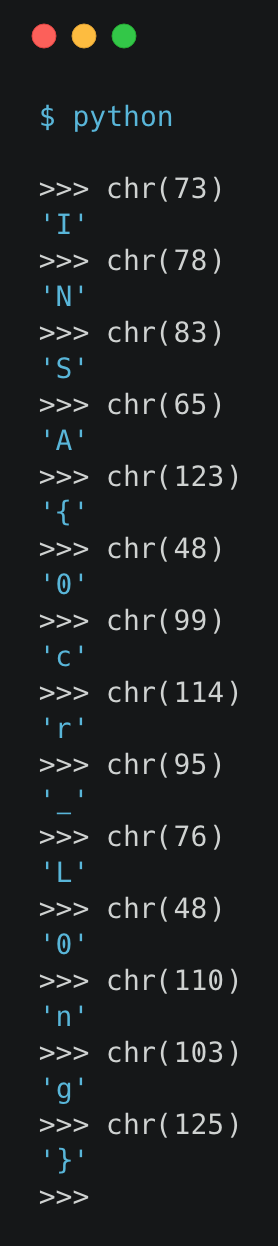 $ python
>>> chr(73)
'I'
>>> chr(78)
'N'
>>> chr(83)
'S'
>>> chr(65)
'A'
>>> chr(123)
'{'
>>> chr(48)
'0'
>>> chr(99)
'c'
>>> chr(114)
'r'
>>> chr(95)
'_'
>>> chr(76)
'L'
>>> chr(48)
'0'
>>> chr(110)
'n'
>>> chr(103)
'g'
>>> chr(125)
'}'
>>>